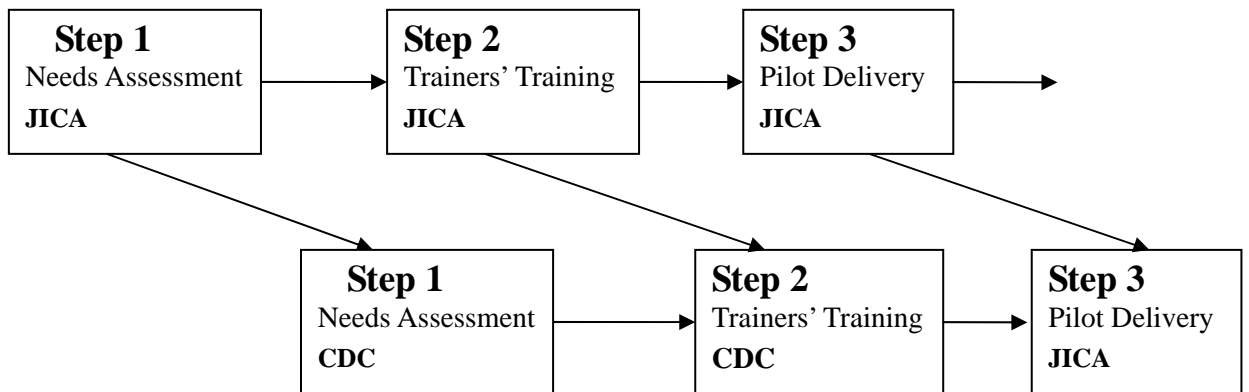 Step 1
Needs Assessment
JICA
Step 2
Trainers’ Training
JICA
Step 3
Pilot Delivery
JICA
Step 1
Needs Assessment
CDC
Step 2
Trainers’ Training
CDC
Step 3
Pilot Delivery
JICA